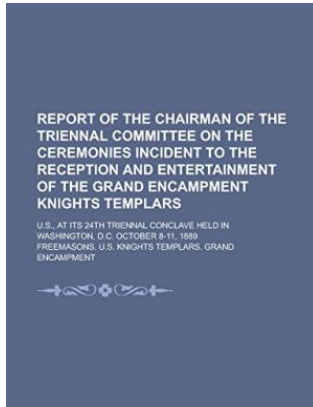 REPORT OF THE CHAIRMAN OF THE
TRIENNAL COMMITTEE ON THE
CEREMONIES INCIDENT TO THE
RECEPTION AND ENTERTAINMENT
OF THE GRAND ENCAMPMENT
KNIGHTS TEMPLARS
U.S., AT ITS 24TH TRIENNAL CONCLAVE HELD IN
WASHINGTON, D.C. OCTOBER 8-11, 1889
FREEMASONS. U.S. KNIGHTS TEMPLARS. GRAND
ENCAMPMENT